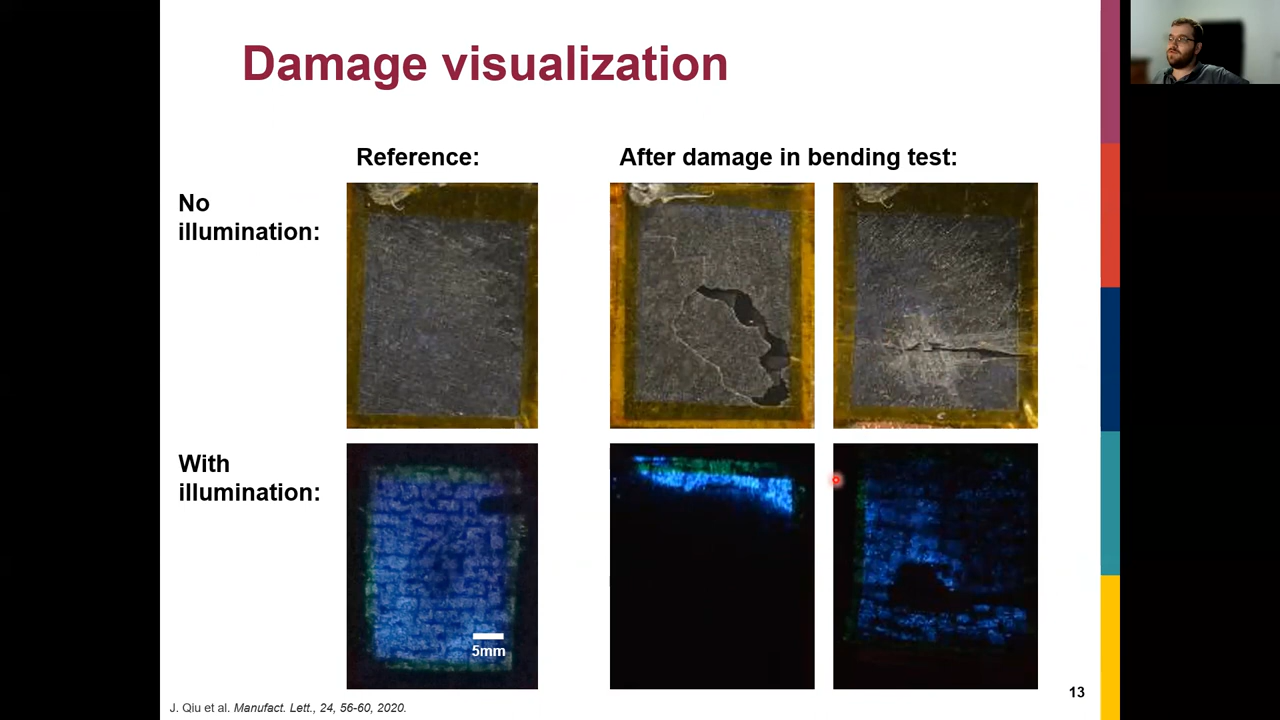 Damage visualization
Reference:
After damage in bending test:
No
illumination:
With
illumination:
5mm
13
J. Qiu et al. Manufact. Lett., 24, 56-60, 2020.